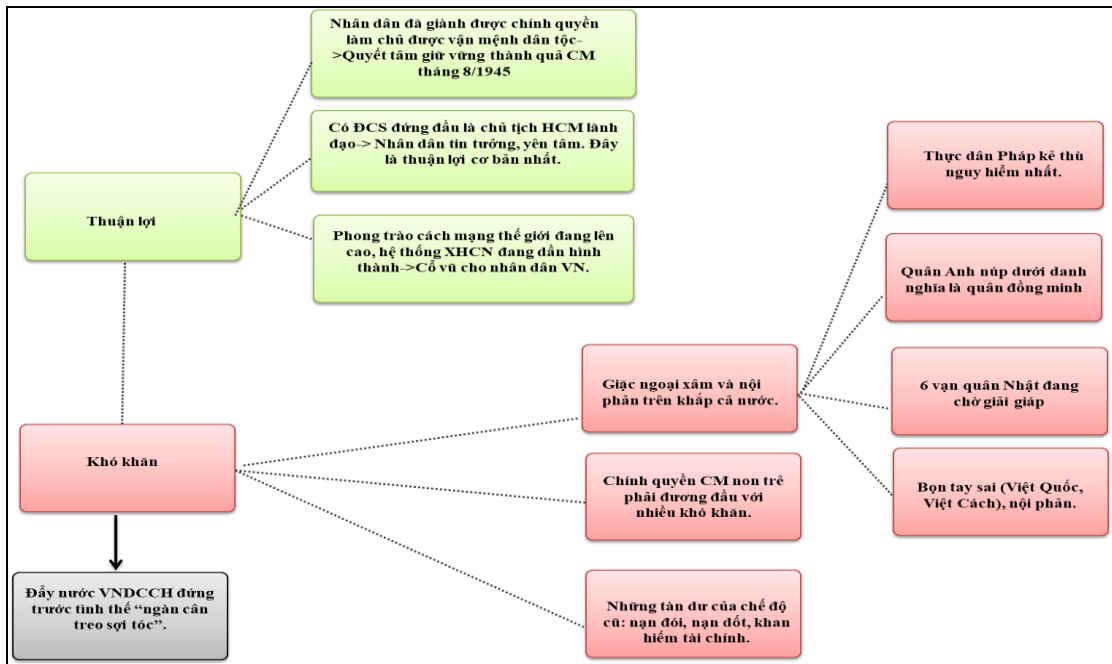 Nhân dân đã giành được chính quyền
làm chủ được vận mệnh dân tộc-
>Quyết tâm giữ vững thành quả CM
tháng 8/1945
Có ĐCS đứng đầu là chủ tịch HCM lãnh
đạo-> Nhân dân tin tưởng, yên tâm. Đây
là thuận lợi cơ bản nhất.
Thuận lợi
Phong trào cách mạng thế giới đang lên
cao, hệ thống XHCN đang dần hình
thành->Cổ vũ cho nhân dân VN.
Thực dân Pháp kẻ thù
nguy hiểm nhất.
Quân Anh núp dưới danh
nghĩa là quân đồng minh
Giặc ngoại xâm và nội
phản trên khắp cả nước.
6 vạn quân Nhật đang
chờ giải giáp
Khó khăn
Chính quyền CM non trẻ
phải đương đầu với
nhiều khó khăn.
Bọn tay sai (Việt Quốc,
Việt Cách), nội phản.
Đẩy nước VNDCCH đứng
trước tình thế “ngàn cân
treo sợi tóc”.
Những tàn dư của chế độ
cũ: nạn đói, nạn dốt, khan
hiếm tài chính.